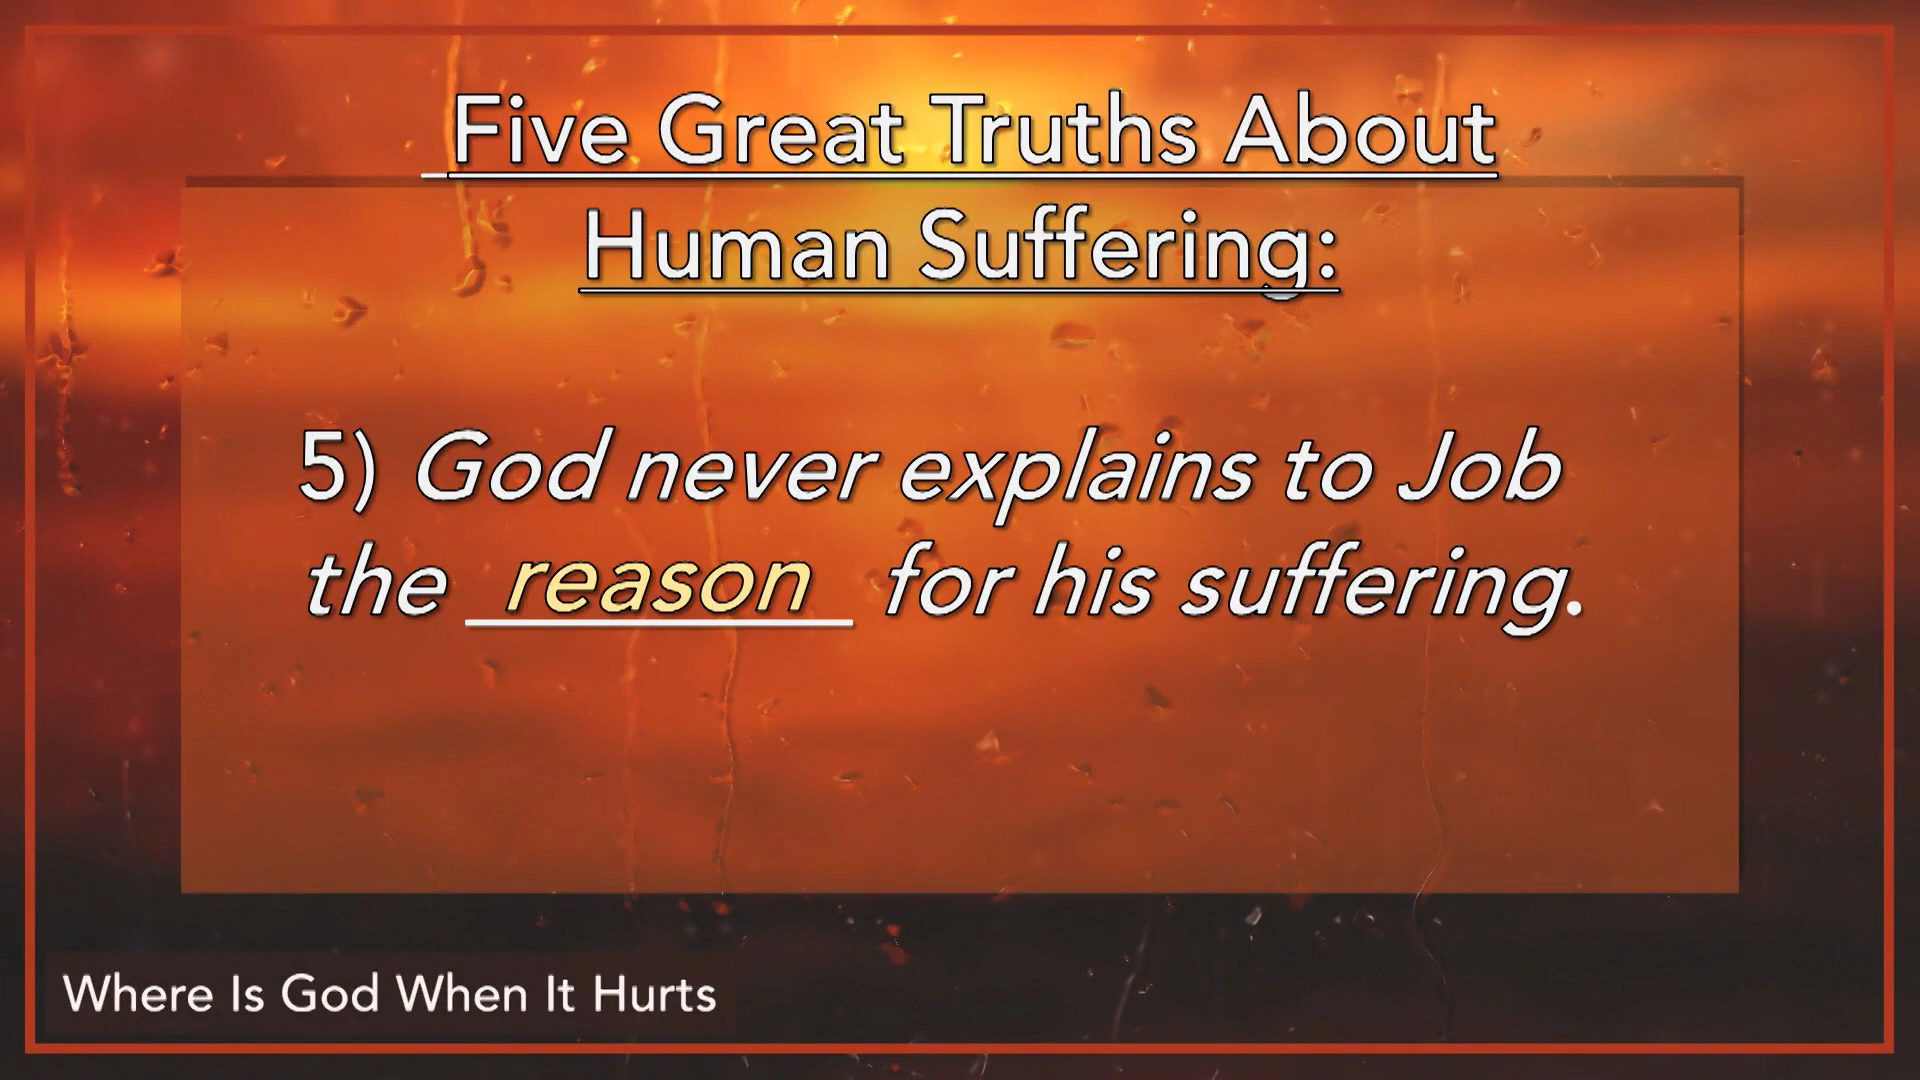 Five Great Truths About
Human Suffering:
5) God never explains to Job
the reason for his suffering.
Where Is God When It Hurts